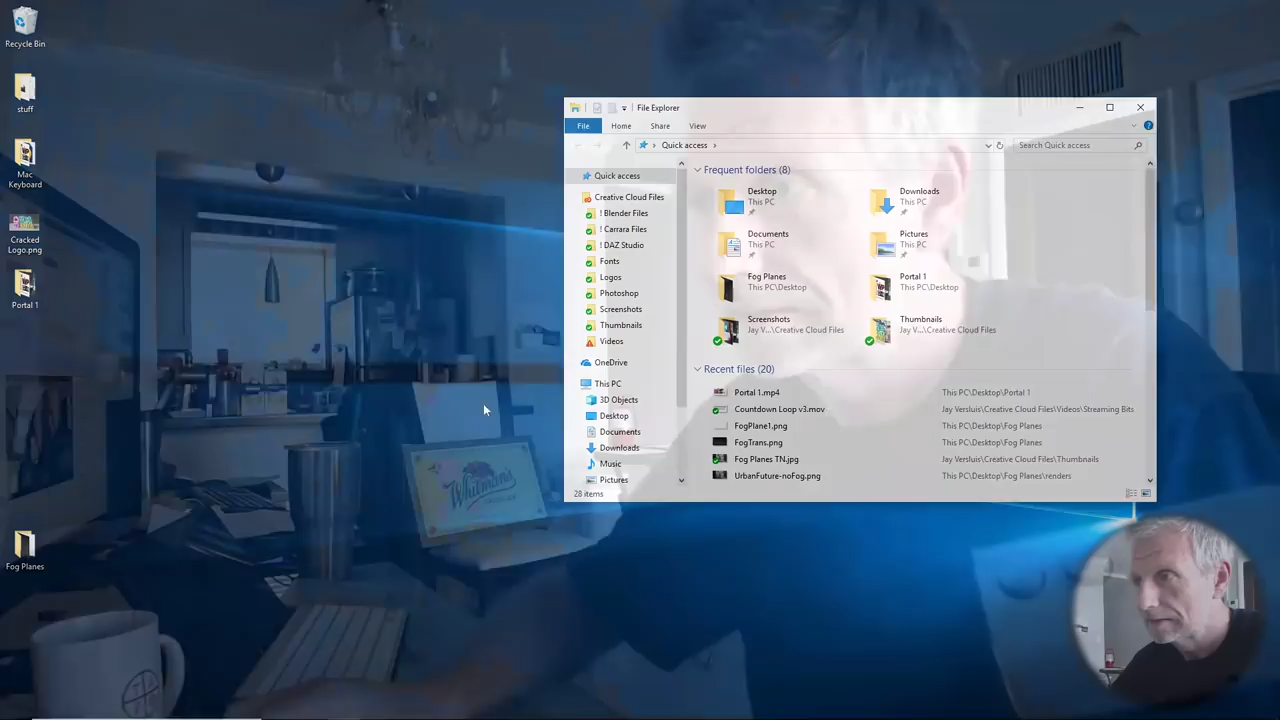 Recycle Bin
stuff
Mac
Keyboard
Cracked
Logo.png
Portal 1
Fog Planes
File Explorer
File
Home
Share
View
Quick access
Search Quick access
Quick access
Creative Cloud Files
! Blender Files
! Carrara Files
! DAZ Studio
Fonts
Logos
Photoshop
Screenshots
Thumbnails
Videos
OneDrive
This PC
3D Objects
Desktop
Documents
Downloads
Music
Pictures
Frequent folders (8)
Desktop
This PC
Downloads
This PC
Documents
This PC
Pictures
This PC
Fog Planes
This PC\Desktop
Portal 1
This PC\Desktop
Screenshots
Jay V...\Creative Cloud Files
Thumbnails
Jay V...\Creative Cloud Files
Recent files (20)
Portal 1.mp4 This PC\Desktop\Portal 1
Countdown Loop v3.mov Jay Versluis\Creative Cloud Files\Videos\Streaming Bits
FogPlane1.png This PC\Desktop\Fog Planes
FogTrans.png This PC\Desktop\Fog Planes
Fog Planes TN.jpg Jay Versluis\Creative Cloud Files\Thumbnails
UrbanFuture-noFog.png This PC\Desktop\Fog Planes\renders
28 items
Whitman's